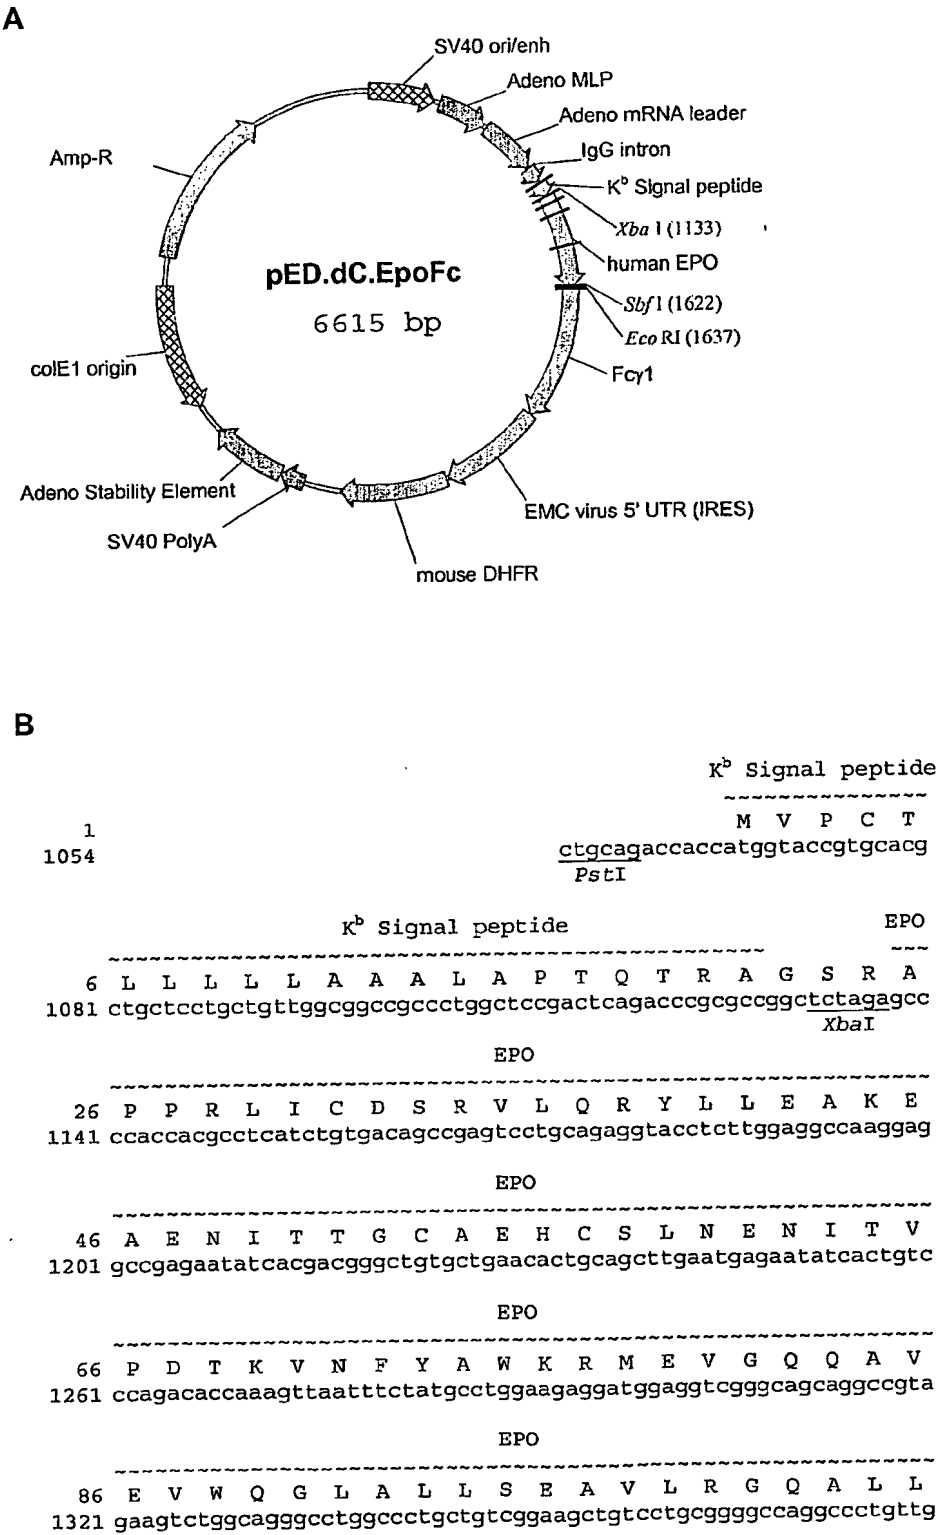 A
SV40 ori/enh
Adeno MLP
Adeno mRNA leader
IgG intron
Kᵇ Signal peptide
Xba I (1133)
human EPO
Sbf I (1622)
Eco RI (1637)
Fcγ1
EMC virus 5' UTR (IRES)
mouse DHFR
SV40 PolyA
Adeno Stability Element
colE1 origin
Amp-R
pED.dC.EpoFc
6615 bp
B
Kᵇ Signal peptide
~~~~~~~~~~~~~~~
1 M V P C T
1054 ctgcagaccaccatggtaccgtgcacg
PstI
Kᵇ Signal peptide EPO
~~~~~~~~~~~~~~~~~~~~~~~~~~~~~~~~~~~~~~~~~~~~~~~~ ~~~
6 L L L L L A A A L A P T Q T R A G S R A
1081 ctgctcctgctgttggcggccgccctggctccgactcagacccgcgccggctctagagcc
XbaI
EPO
~~~~~~~~~~~~~~~~~~~~~~~~~~~~~~~~~~~~~~~~~~~~~~~~~~~~~~~~~~~~
26 P P R L I C D S R V L Q R Y L L E A K E
1141 ccaccacgcctcatctgtgacagccgagtcctgcagaggtacctcttggaggccaaggag
EPO
~~~~~~~~~~~~~~~~~~~~~~~~~~~~~~~~~~~~~~~~~~~~~~~~~~~~~~~~~~~~
46 A E N I T T G C A E H C S L N E N I T V
1201 gccgagaatatcacgacgggctgtgctgaacactgcagcttgaatgagaatatcactgtc
EPO
~~~~~~~~~~~~~~~~~~~~~~~~~~~~~~~~~~~~~~~~~~~~~~~~~~~~~~~~~~~~
66 P D T K V N F Y A W K R M E V G Q Q A V
1261 ccagacaccaaagttaatttctatgcctggaagaggatggaggtcgggcagcaggccgta
EPO
~~~~~~~~~~~~~~~~~~~~~~~~~~~~~~~~~~~~~~~~~~~~~~~~~~~~~~~~~~~~
86 E V W Q G L A L L S E A V L R G Q A L L
1321 gaagtctggcagggcctggccctgctgtcggaagctgtcctgcggggccaggccctgttg